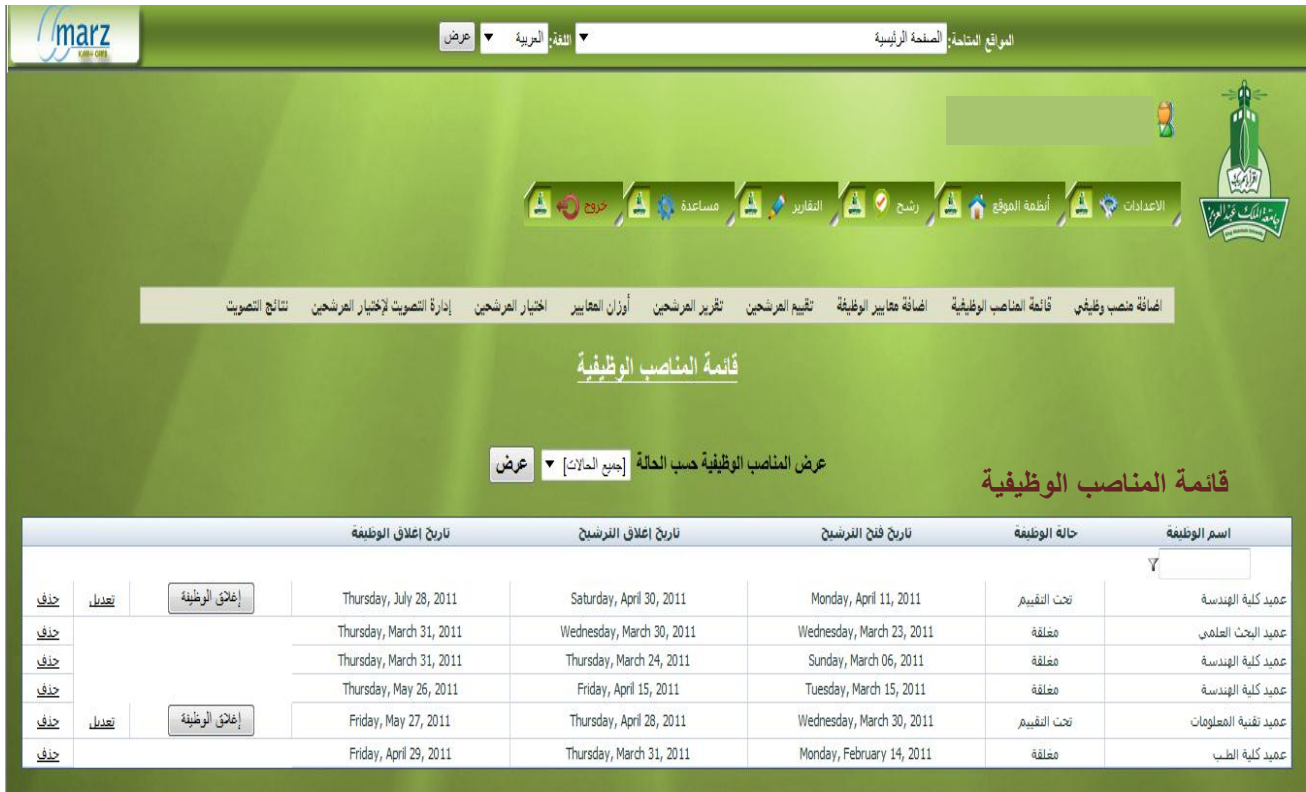 marz
المواقع المتاحة: الصفحة الرئيسية اللغة: العربية عرض
الاعدادات أنظمة الموقع رشح التقارير مساعدة خروج
اضافة منصب وظيفي قائمة المناصب الوظيفية اضافة معايير الوظيفة تقييم المرشحين تقرير المرشحين أوزان المعايير اختيار المرشحين إدارة التصويت لإختيار المرشحين نتائج التصويت
قائمة المناصب الوظيفية
عرض المناصب الوظيفية حسب الحالة [جميع الحالات] عرض
قائمة المناصب الوظيفية
اسم الوظيفة حالة الوظيفة تاريخ فتح الترشيح تاريخ إغلاق الترشيح تاريخ إغلاق الوظيفة
عميد كلية الهندسة تحت التقييم Monday, April 11, 2011 Saturday, April 30, 2011 Thursday, July 28, 2011 إغلاق الوظيفة تعديل حذف
عميد البحث العلمي مغلقة Wednesday, March 23, 2011 Wednesday, March 30, 2011 Thursday, March 31, 2011 حذف
عميد كلية الهندسة مغلقة Sunday, March 06, 2011 Thursday, March 24, 2011 Thursday, March 31, 2011 حذف
عميد كلية الهندسة مغلقة Tuesday, March 15, 2011 Friday, April 15, 2011 Thursday, May 26, 2011 حذف
عميد تقنية المعلومات تحت التقييم Wednesday, March 30, 2011 Thursday, April 28, 2011 Friday, May 27, 2011 إغلاق الوظيفة تعديل حذف
عميد كلية الطب مغلقة Monday, February 14, 2011 Thursday, March 31, 2011 Friday, April 29, 2011 حذف